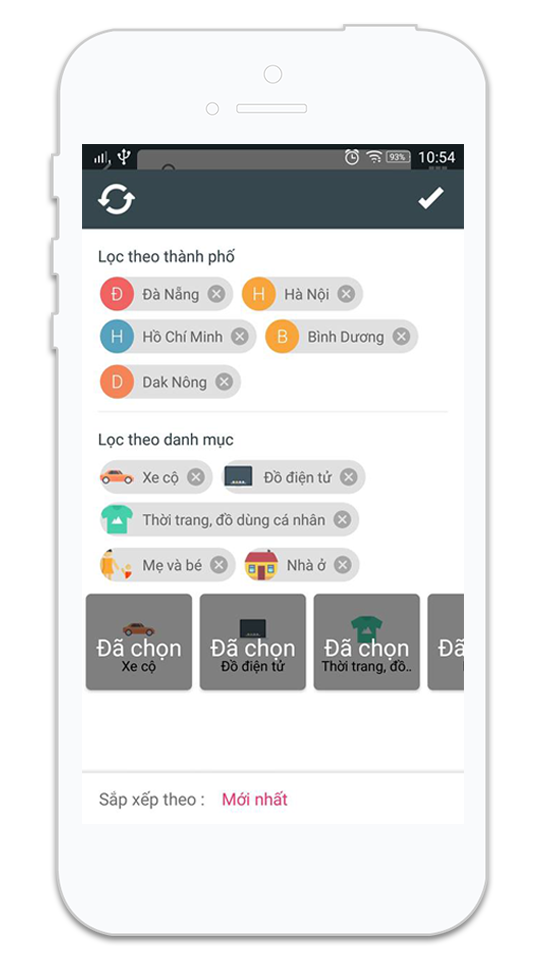 93% 10:54
Lọc theo thành phố
Đ Đà Nẵng H Hà Nội
H Hồ Chí Minh B Bình Dương
D Dak Nông
Lọc theo danh mục
Xe cộ Đồ điện tử
Thời trang, đồ dùng cá nhân
Mẹ và bé Nhà ở
Đã chọn Đã chọn Đã chọn Đã
Xe cộ Đồ điện tử Thời trang, đồ..
Sắp xếp theo : Mới nhất